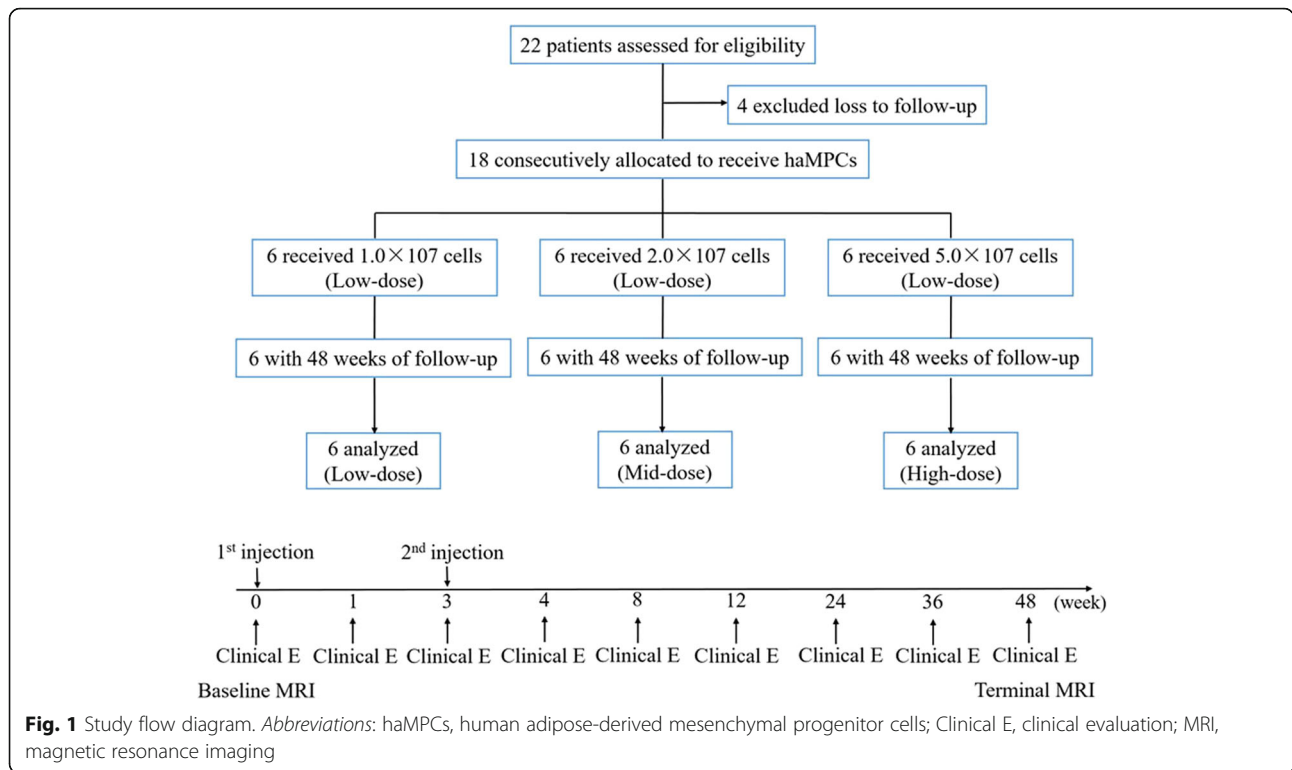 22 patients assessed for eligibility
4 excluded loss to follow-up
18 consecutively allocated to receive haMPCs
6 received 1.0×107 cells
(Low-dose)
6 received 2.0×107 cells
(Low-dose)
6 received 5.0×107 cells
(Low-dose)
6 with 48 weeks of follow-up
6 with 48 weeks of follow-up
6 with 48 weeks of follow-up
6 analyzed
(Low-dose)
6 analyzed
(Mid-dose)
6 analyzed
(High-dose)
1st injection
2nd injection
0 1 3 4 8 12 24 36 48 (week)
Clinical E Clinical E Clinical E Clinical E Clinical E Clinical E Clinical E Clinical E Clinical E
Baseline MRI Terminal MRI
Fig. 1 Study flow diagram. Abbreviations: haMPCs, human adipose-derived mesenchymal progenitor cells; Clinical E, clinical evaluation; MRI,
magnetic resonance imaging